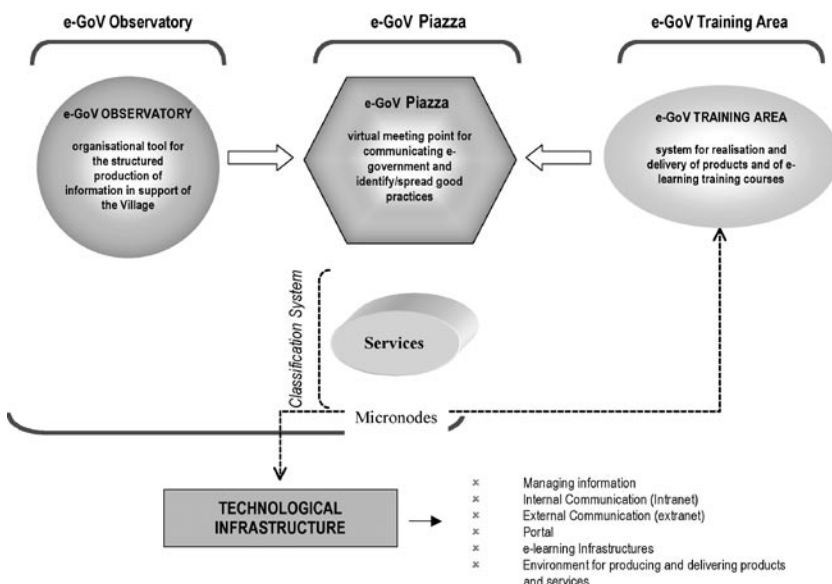 e-GoV Observatory
e-GoV Piazza
e-GoV Training Area
e-GoV OBSERVATORY
organisational tool for
the structured
production of
information in support of
the Village
e-GoV Piazza
virtual meeting point for
communicating e-
government and
identify/spread good
practices
e-GoV TRAINING AREA
system for realisation and
delivery of products and of e-
learning training courses
Classification System
Services
Micronodes
TECHNOLOGICAL
INFRASTRUCTURE
× Managing information
× Internal Communication (Intranet)
× External Communication (extranet)
× Portal
× e-learning Infrastructures
× Environment for producing and delivering products
and services